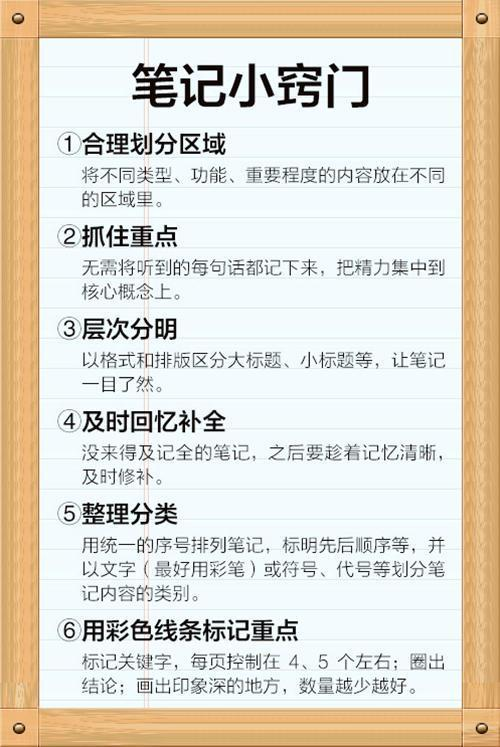 笔记小窍门
①合理划分区域
将不同类型、功能、重要程度的内容放在不同
的区域里。
②抓住重点
无需将听到的每句话都记下来，把精力集中到
核心概念上。
③层次分明
以格式和排版区分大标题、小标题等，让笔记
一目了然。
④及时回忆补全
没来得及记全的笔记，之后要趁着记忆清晰，
及时修补。
⑤整理分类
用统一的序号排列笔记，标明先后顺序等，并
以文字（最好用彩笔）或符号、代号等划分笔
记内容的类别。
⑥用彩色线条标记重点
标记关键字，每页控制在 4、5 个左右；圈出
结论；画出印象深的地方，数量越少越好。